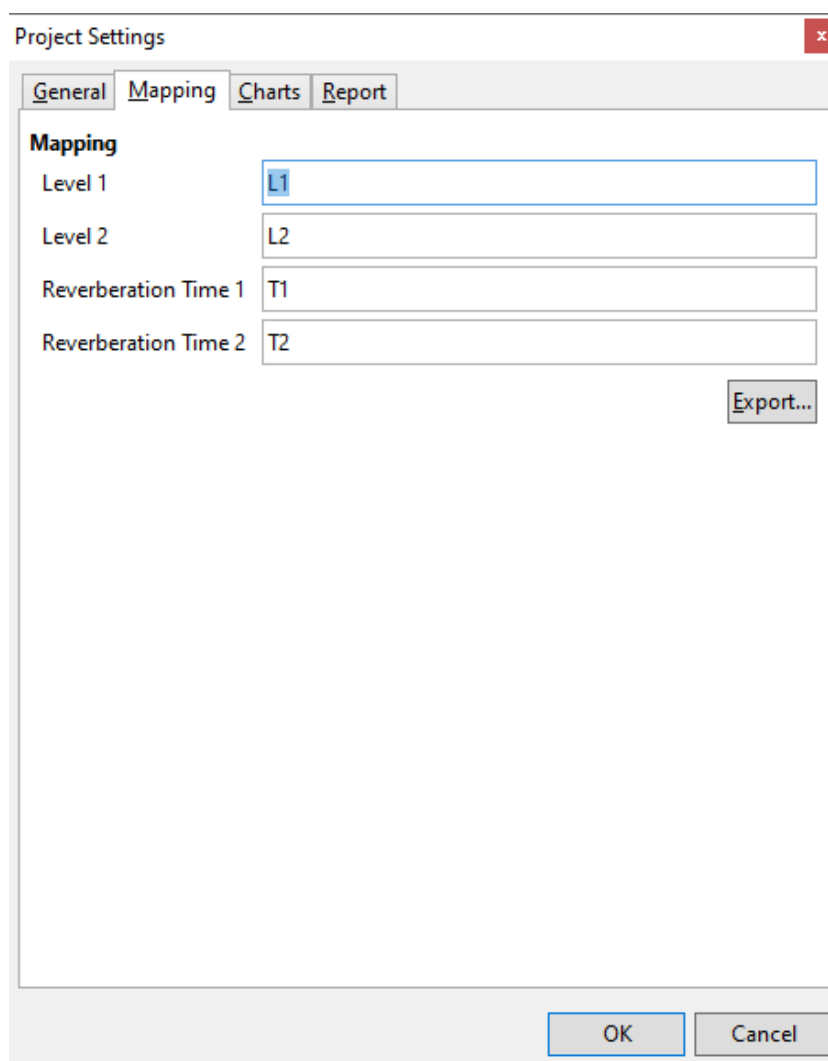 Project Settings
x
General Mapping Charts Report
Mapping
Level 1 L1
Level 2 L2
Reverberation Time 1 T1
Reverberation Time 2 T2
Export...
OK Cancel